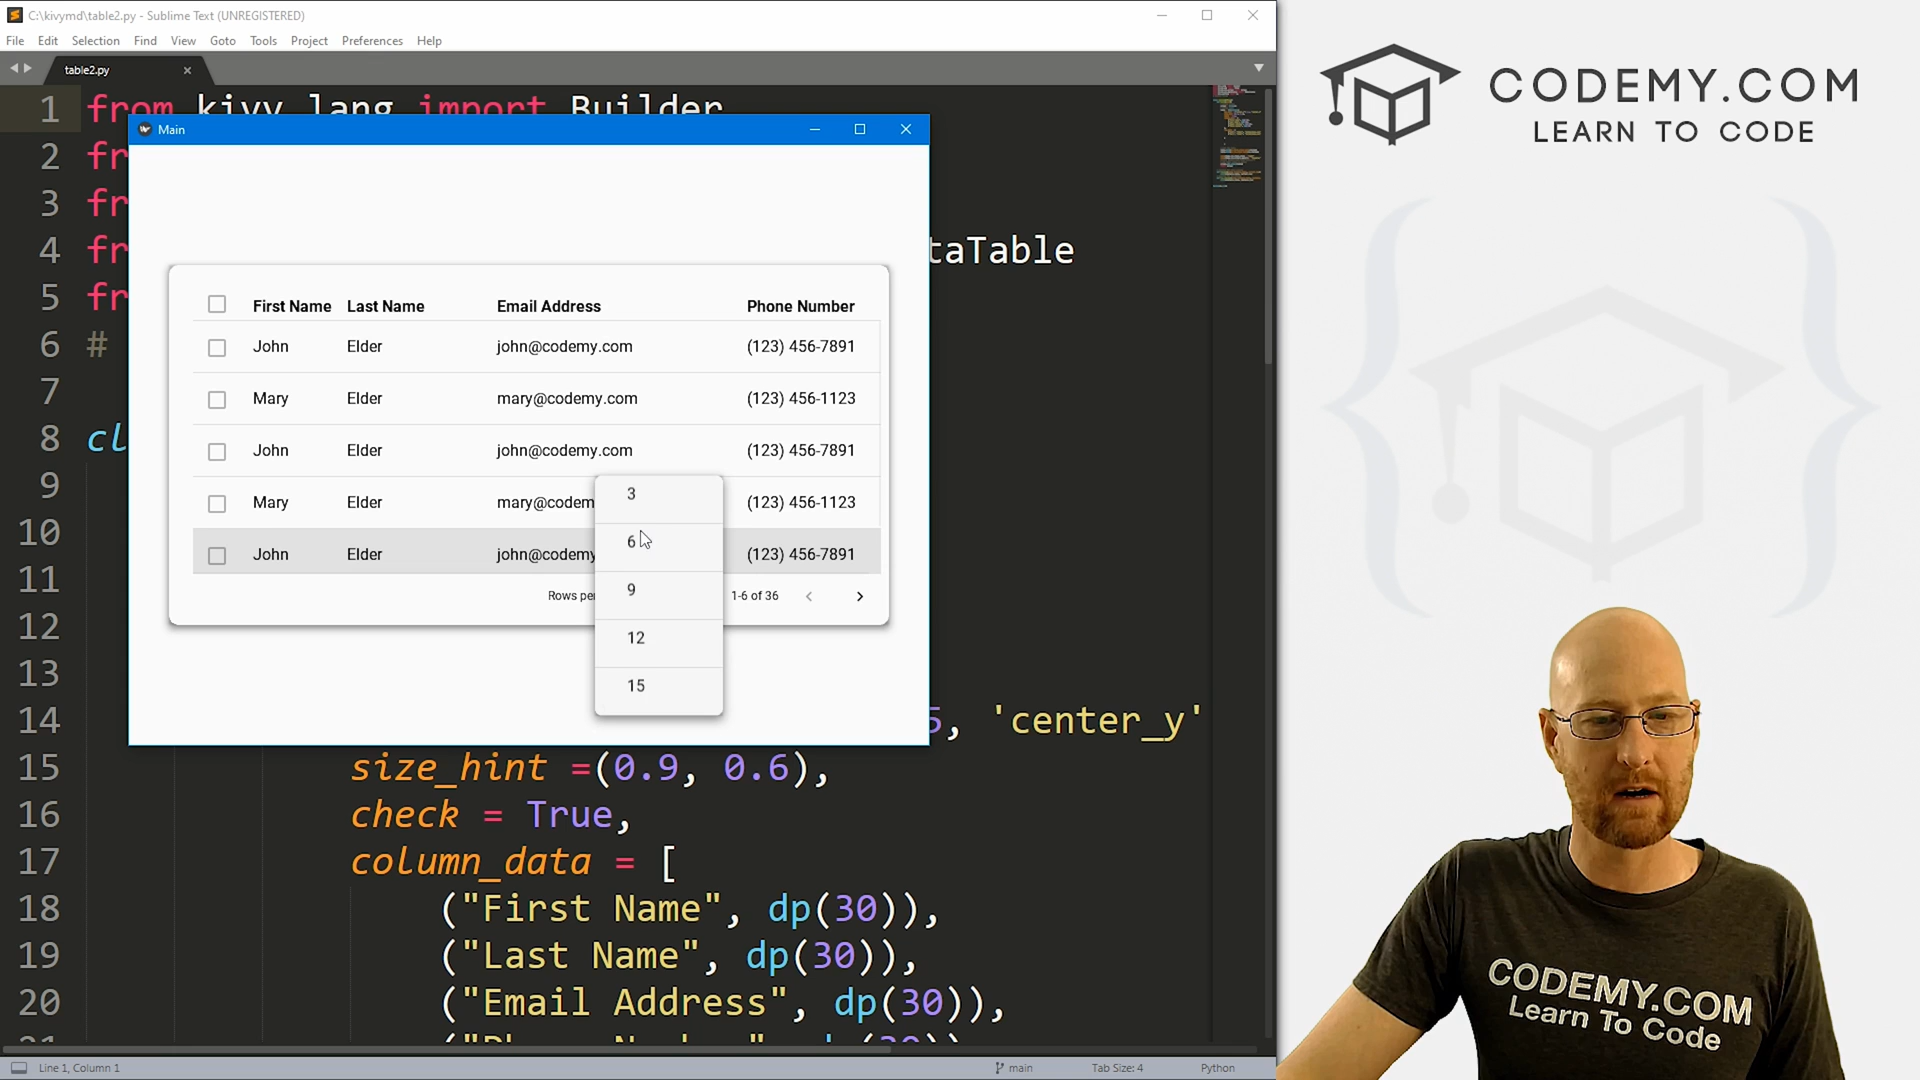 C:\kivymd\table2.py - Sublime Text (UNREGISTERED)
File Edit Selection Find View Goto Tools Project Preferences Help
table2.py
1 from kivy.lang import Builder
2 fr
3 fr
4 fr taTable
5 fr
6 #
7
8 cl
9
10
11
12
13
14 5, 'center_y'
15 size_hint =(0.9, 0.6),
16 check = True,
17 column_data = [
18 ("First Name", dp(30)),
19 ("Last Name", dp(30)),
20 ("Email Address", dp(30)),
Line 1, Column 1 main Tab Size: 4 Python
Main
First Name Last Name Email Address Phone Number
John Elder john@codemy.com (123) 456-7891
Mary Elder mary@codemy.com (123) 456-1123
John Elder john@codemy.com (123) 456-7891
Mary Elder mary@codem (123) 456-1123
John Elder john@codemy (123) 456-7891
Rows per 1-6 of 36
3
6
9
12
15
CODEMY.COM
LEARN TO CODE
CODEMY.COM
Learn To Code